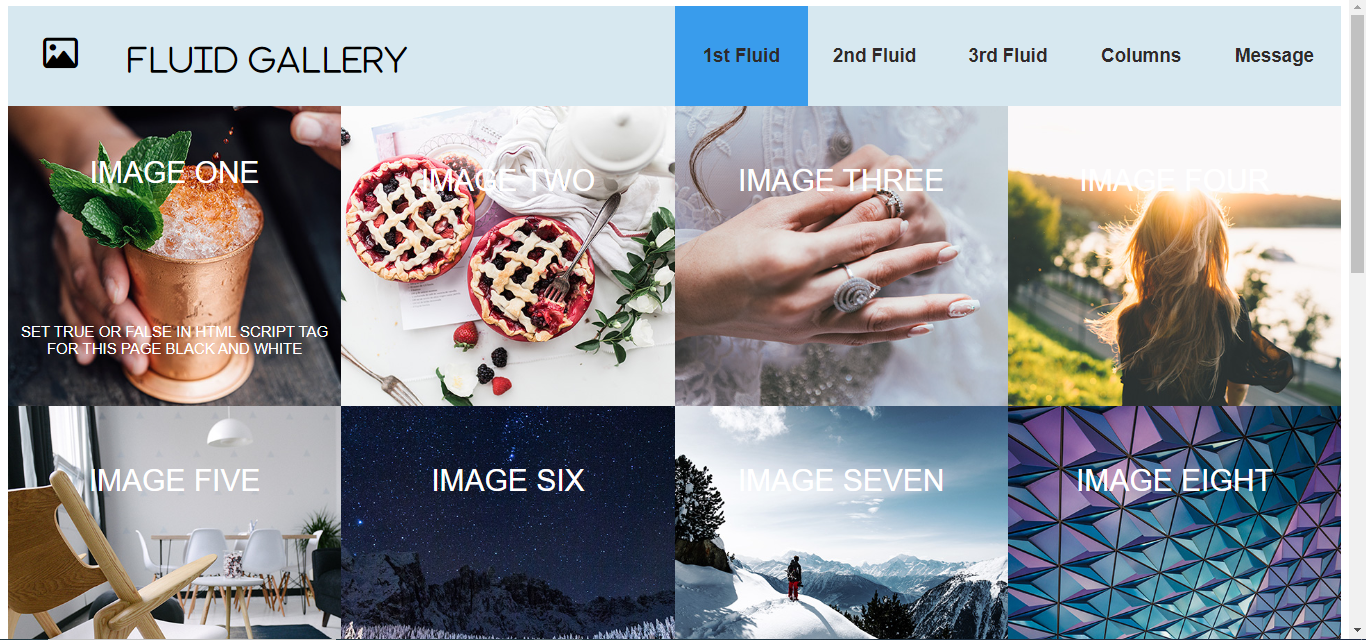 FLUID GALLERY
1st Fluid 2nd Fluid 3rd Fluid Columns Message
IMAGE ONE
SET TRUE OR FALSE IN HTML SCRIPT TAG
FOR THIS PAGE BLACK AND WHITE
IMAGE TWO
IMAGE THREE
IMAGE FOUR
IMAGE FIVE
IMAGE SIX
IMAGE SEVEN
IMAGE EIGHT